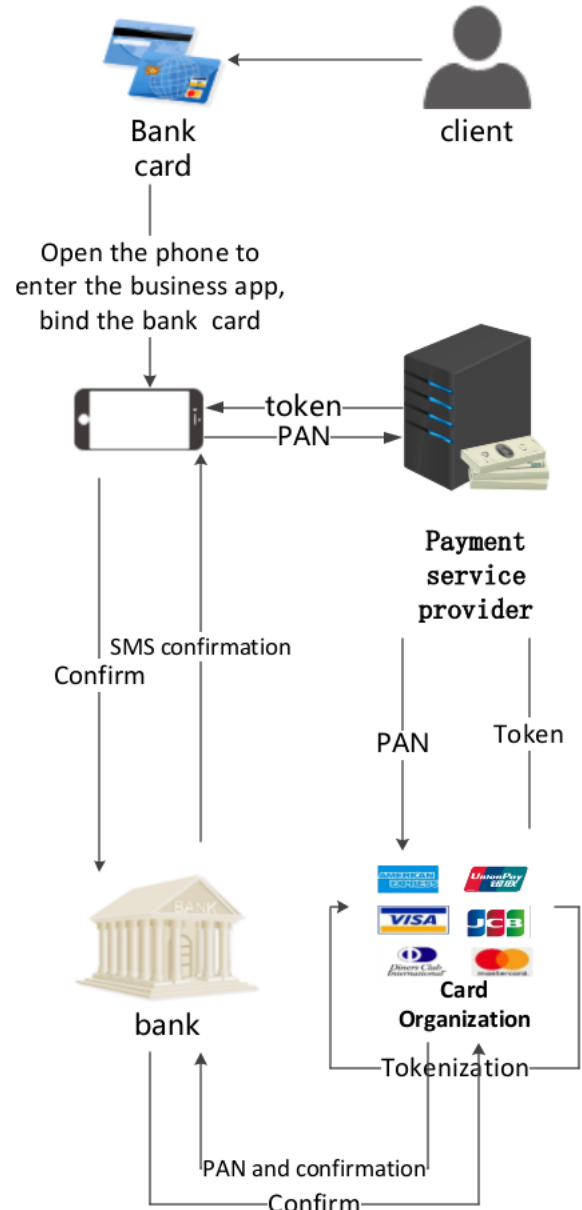 Bank
card
client
Open the phone to
enter the business app,
bind the bank card
token
PAN
Payment
service
provider
SMS confirmation
Confirm
PAN
Token
AMERICAN
EXPRESS
UnionPay
银联
VISA
JCB
BANK
Diners Club
International
mastercard
Card
Organization
bank
Tokenization
PAN and confirmation
Confirm